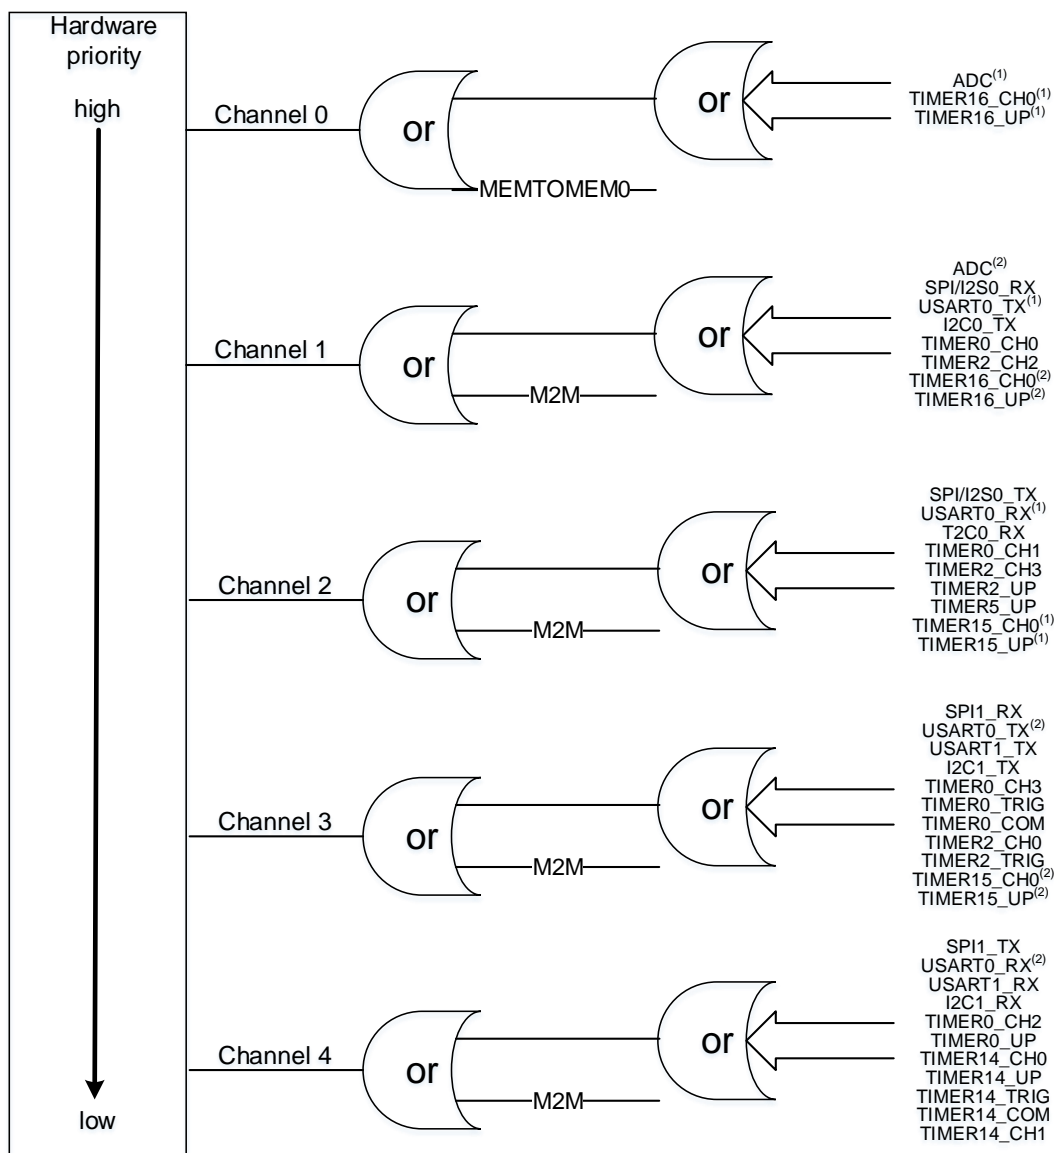 Hardware
priority
high
low
Channel 0
or
or
MEMTOMEM0
ADC(1)
TIMER16_CH0(1)
TIMER16_UP(1)
Channel 1
or
or
M2M
ADC(2)
SPI/I2S0_RX
USART0_TX(1)
I2C0_TX
TIMER0_CH0
TIMER2_CH2
TIMER16_CH0(2)
TIMER16_UP(2)
Channel 2
or
or
M2M
SPI/I2S0_TX
USART0_RX(1)
T2C0_RX
TIMER0_CH1
TIMER2_CH3
TIMER2_UP
TIMER5_UP
TIMER15_CH0(1)
TIMER15_UP(1)
Channel 3
or
or
M2M
SPI1_RX
USART0_TX(2)
USART1_TX
I2C1_TX
TIMER0_CH3
TIMER0_TRIG
TIMER0_COM
TIMER2_CH0
TIMER2_TRIG
TIMER15_CH0(2)
TIMER15_UP(2)
Channel 4
or
or
M2M
SPI1_TX
USART0_RX(2)
USART1_RX
I2C1_RX
TIMER0_CH2
TIMER0_UP
TIMER14_CH0
TIMER14_UP
TIMER14_TRIG
TIMER14_COM
TIMER14_CH1